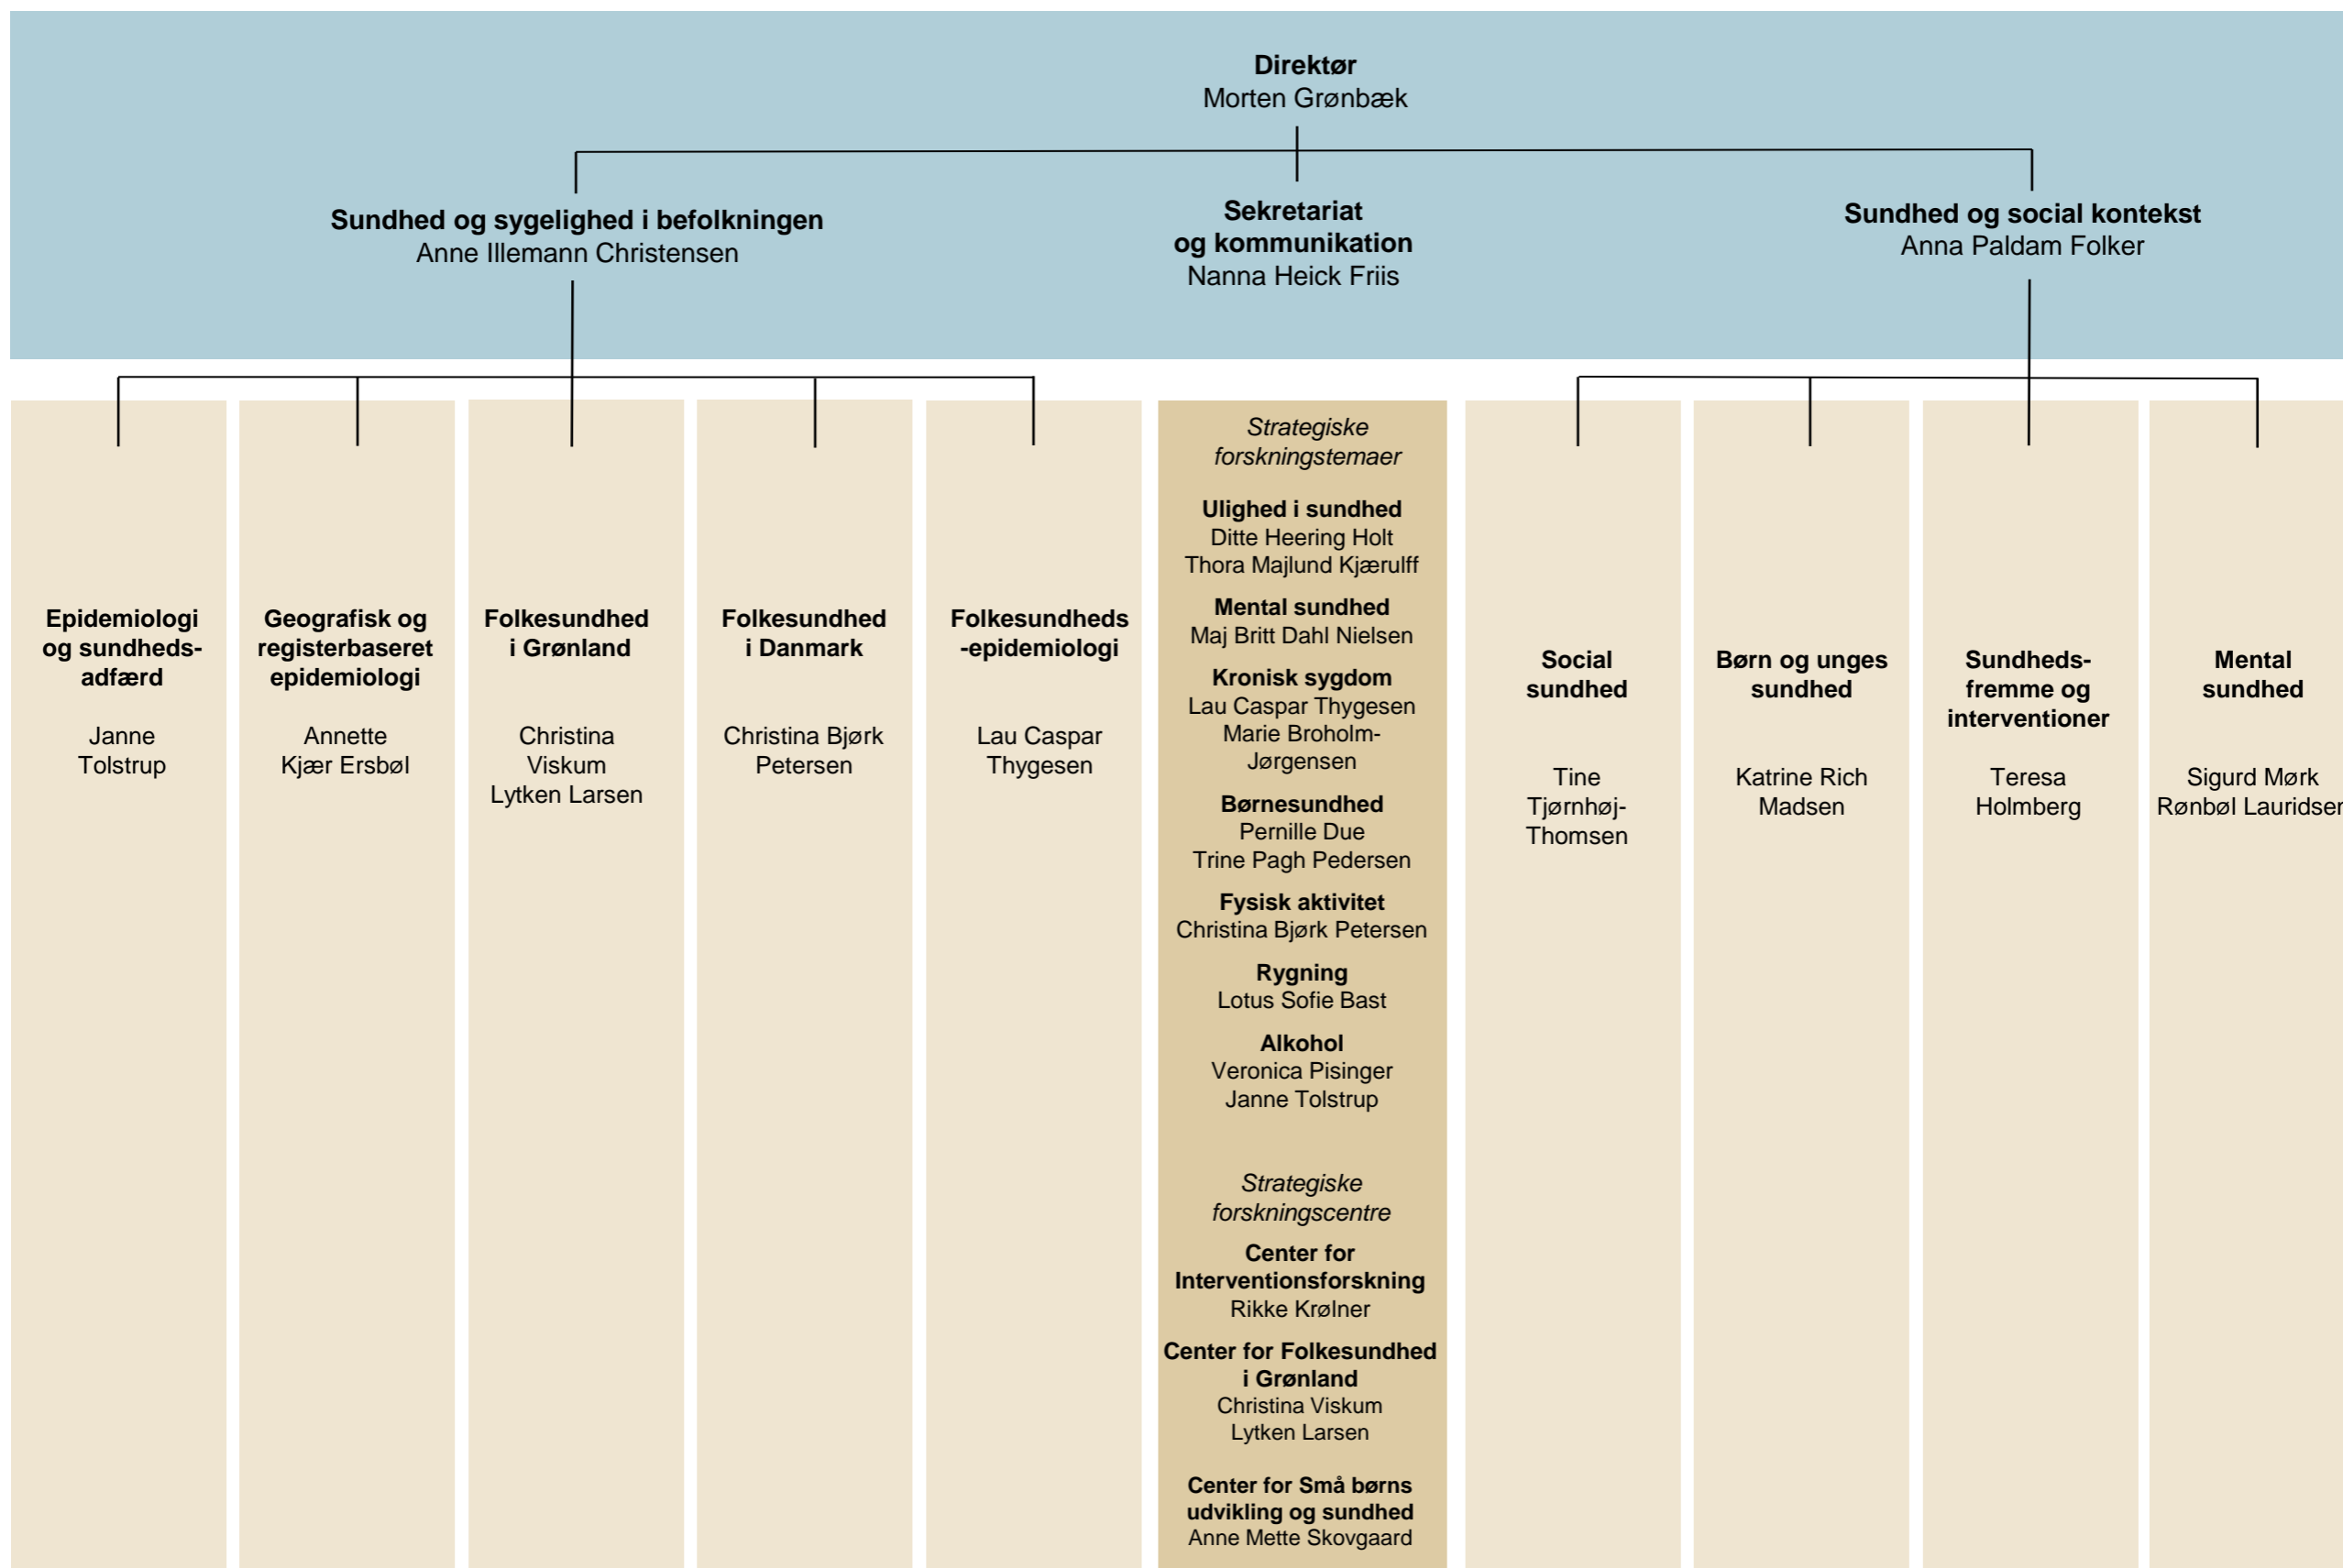 Direktør
Morten Grønbæk
Sundhed og sygelighed i befolkningen
Anne Illemann Christensen
Sekretariat
og kommunikation
Nanna Heick Friis
Sundhed og social kontekst
Anna Paldam Folker
Epidemiologi
og sundheds-
adfærd
Janne
Tolstrup
Geografisk og
registerbaseret
epidemiologi
Annette
Kjær Ersbøl
Folkesundhed
i Grønland
Christina
Viskum
Lytken Larsen
Folkesundhed
i Danmark
Christina Bjørk
Petersen
Folkesundheds
-epidemiologi
Lau Caspar
Thygesen
Strategiske
forskningstemaer
Ulighed i sundhed
Ditte Heering Holt
Thora Majlund Kjærulff
Mental sundhed
Maj Britt Dahl Nielsen
Kronisk sygdom
Lau Caspar Thygesen
Marie Broholm-
Jørgensen
Børnesundhed
Pernille Due
Trine Pagh Pedersen
Fysisk aktivitet
Christina Bjørk Petersen
Rygning
Lotus Sofie Bast
Alkohol
Veronica Pisinger
Janne Tolstrup
Strategiske
forskningscentre
Center for
Interventionsforskning
Rikke Krølner
Center for Folkesundhed
i Grønland
Christina Viskum
Lytken Larsen
Center for Små børns
udvikling og sundhed
Anne Mette Skovgaard
Social
sundhed
Tine
Tjørnhøj-
Thomsen
Børn og unges
sundhed
Katrine Rich
Madsen
Sundheds-
fremme og
interventioner
Teresa
Holmberg
Mental
sundhed
Sigurd Mørk
Rønbøl Lauridsen